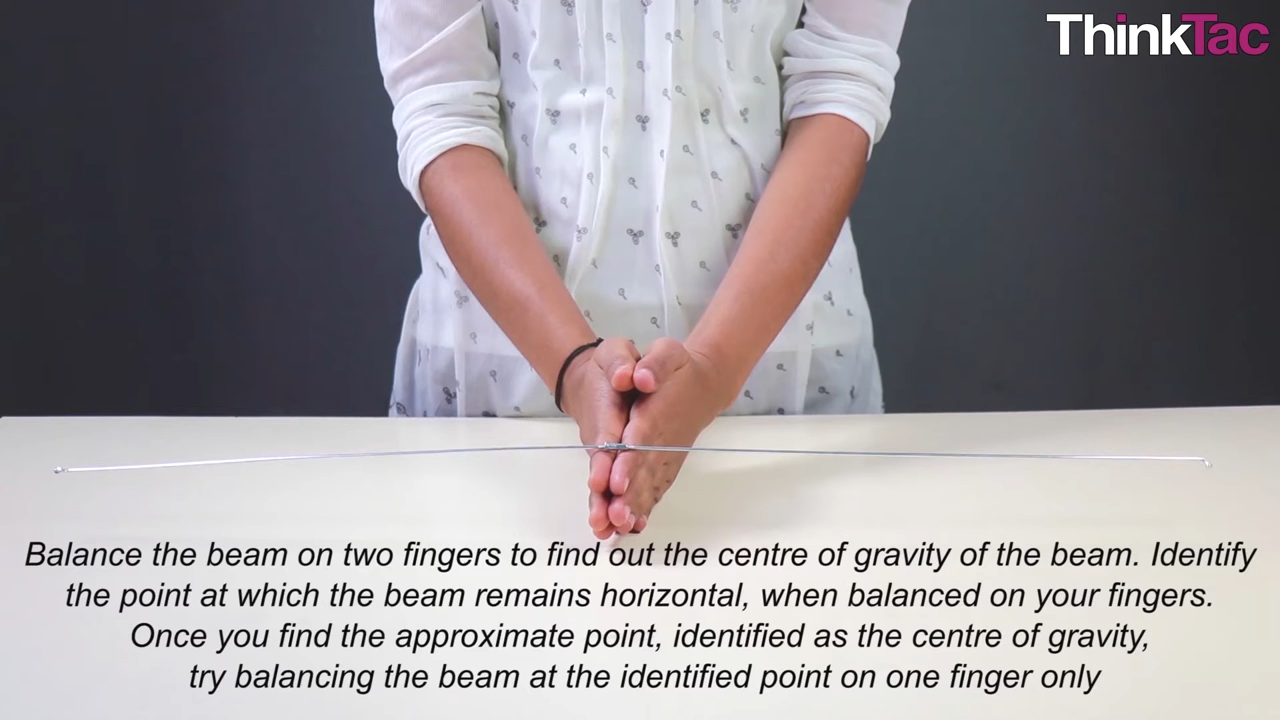 ThinkTac
Balance the beam on two fingers to find out the centre of gravity of the beam. Identify
the point at which the beam remains horizontal, when balanced on your fingers.
Once you find the approximate point, identified as the centre of gravity,
try balancing the beam at the identified point on one finger only